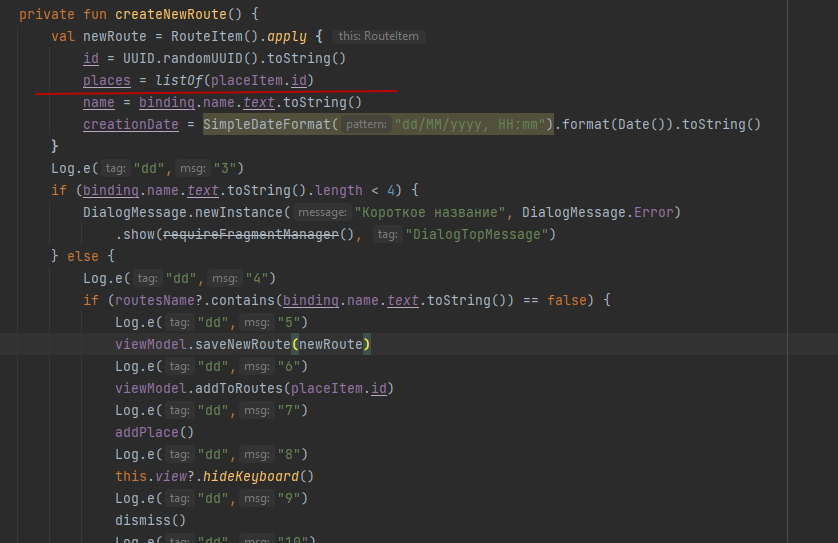 private fun createNewRoute() {
val newRoute = RouteItem().apply { this: RouteItem
id = UUID.randomUUID().toString()
places = listOf(placeItem.id)
name = binding.name.text.toString()
creationDate = SimpleDateFormat( pattern: "dd/MM/yyyy, HH:mm").format(Date()).toString()
}
Log.e( tag: "dd", msg: "3")
if (binding.name.text.toString().length < 4) {
DialogMessage.newInstance( message: "Короткое название", DialogMessage.Error)
.show(requireFragmentManager(), tag: "DialogTopMessage")
} else {
Log.e( tag: "dd", msg: "4")
if (routesName?.contains(binding.name.text.toString()) == false) {
Log.e( tag: "dd", msg: "5")
viewModel.saveNewRoute(newRoute)
Log.e( tag: "dd", msg: "6")
viewModel.addToRoutes(placeItem.id)
Log.e( tag: "dd", msg: "7")
addPlace()
Log.e( tag: "dd", msg: "8")
this.view?.hideKeyboard()
Log.e( tag: "dd", msg: "9")
dismiss()
Log.e( tag: "dd", msg: "10")